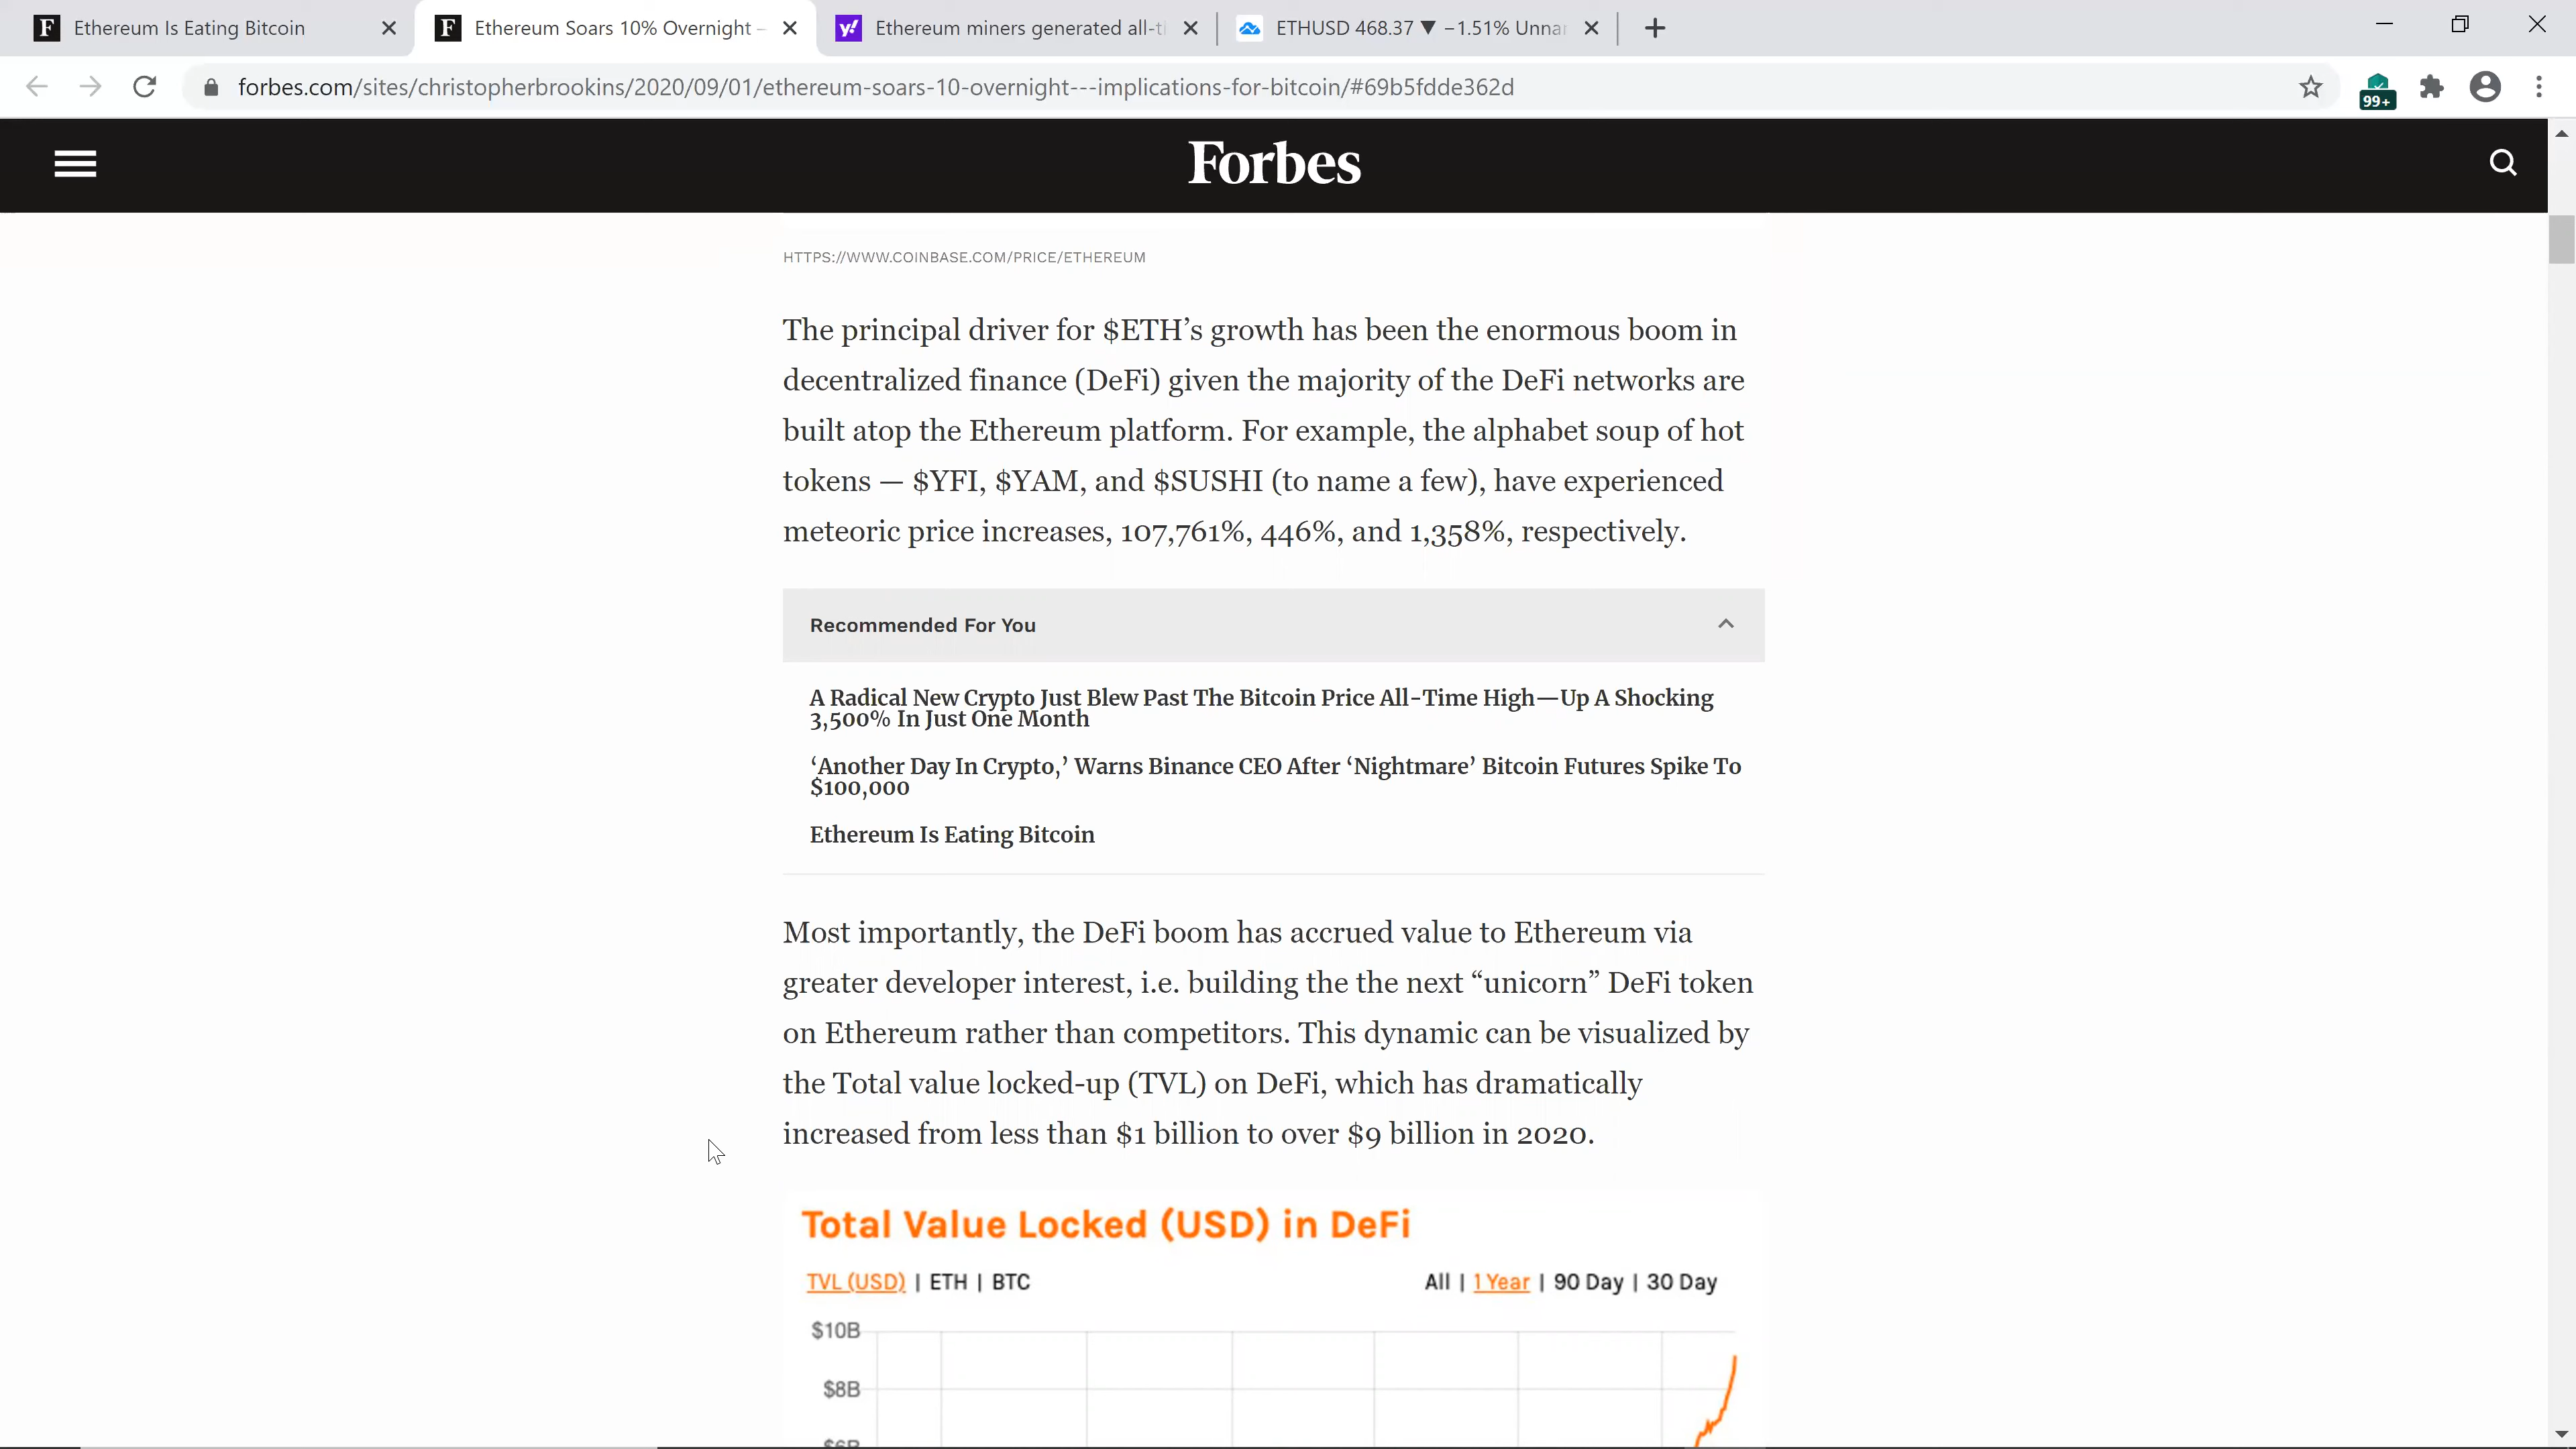 Ethereum Is Eating Bitcoin
Ethereum Soars 10% Overnight –
Ethereum miners generated all-ti
ETHUSD 468.37 ▼ −1.51% Unna
forbes.com/sites/christopherbrookins/2020/09/01/ethereum-soars-10-overnight---implications-for-bitcoin/#69b5fdde362d
99+
Forbes
HTTPS://WWW.COINBASE.COM/PRICE/ETHEREUM
The principal driver for $ETH’s growth has been the enormous boom in
decentralized finance (DeFi) given the majority of the DeFi networks are
built atop the Ethereum platform. For example, the alphabet soup of hot
tokens — $YFI, $YAM, and $SUSHI (to name a few), have experienced
meteoric price increases, 107,761%, 446%, and 1,358%, respectively.
Recommended For You
A Radical New Crypto Just Blew Past The Bitcoin Price All-Time High—Up A Shocking
3,500% In Just One Month
‘Another Day In Crypto,’ Warns Binance CEO After ‘Nightmare’ Bitcoin Futures Spike To
$100,000
Ethereum Is Eating Bitcoin
Most importantly, the DeFi boom has accrued value to Ethereum via
greater developer interest, i.e. building the the next “unicorn” DeFi token
on Ethereum rather than competitors. This dynamic can be visualized by
the Total value locked-up (TVL) on DeFi, which has dramatically
increased from less than $1 billion to over $9 billion in 2020.
Total Value Locked (USD) in DeFi
TVL (USD) | ETH | BTC
All | 1 Year | 90 Day | 30 Day
$10B
$8B
$6B